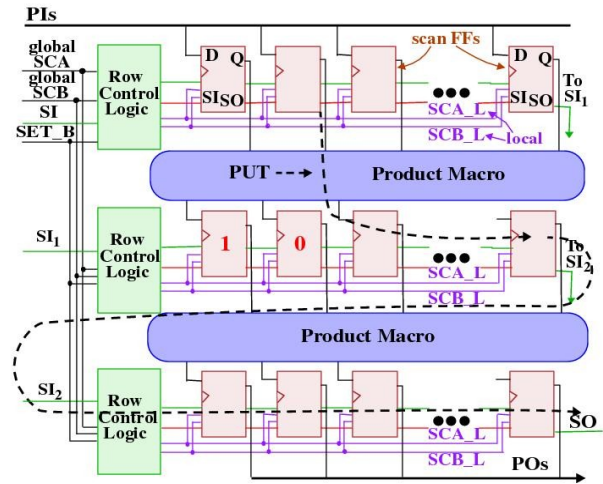 PIs
global
SCA
global
SCB
SI
SET_B
Row
Control
Logic
D Q
SI SO
scan FFs
D Q
SI SO
To
SI1
SCA_L
SCB_L
local
PUT
Product Macro
SI1
Row
Control
Logic
1
0
SCA_L
SCB_L
To
SI2
Product Macro
SI2
Row
Control
Logic
SCA_L
SCB_L
SO
POs